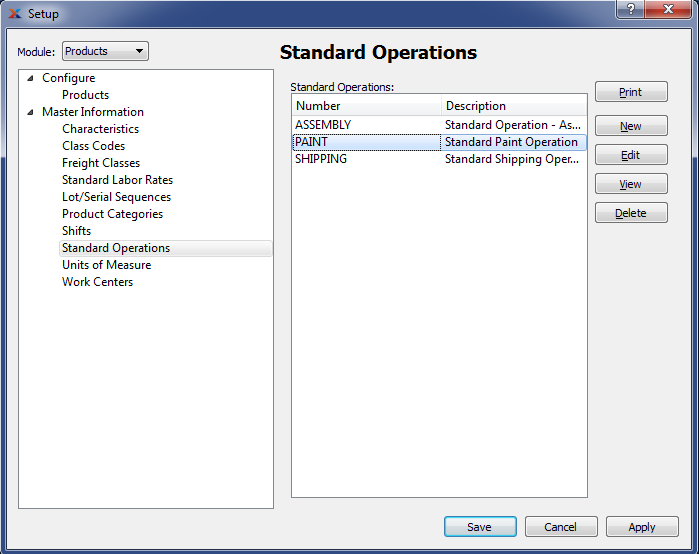 Setup
?
Module: Products
Standard Operations
Configure
Products
Master Information
Characteristics
Class Codes
Freight Classes
Standard Labor Rates
Lot/Serial Sequences
Product Categories
Shifts
Standard Operations
Units of Measure
Work Centers
Standard Operations:
Number Description
ASSEMBLY Standard Operation - As...
PAINT Standard Paint Operation
SHIPPING Standard Shipping Oper...
Print
New
Edit
View
Delete
Save Cancel Apply